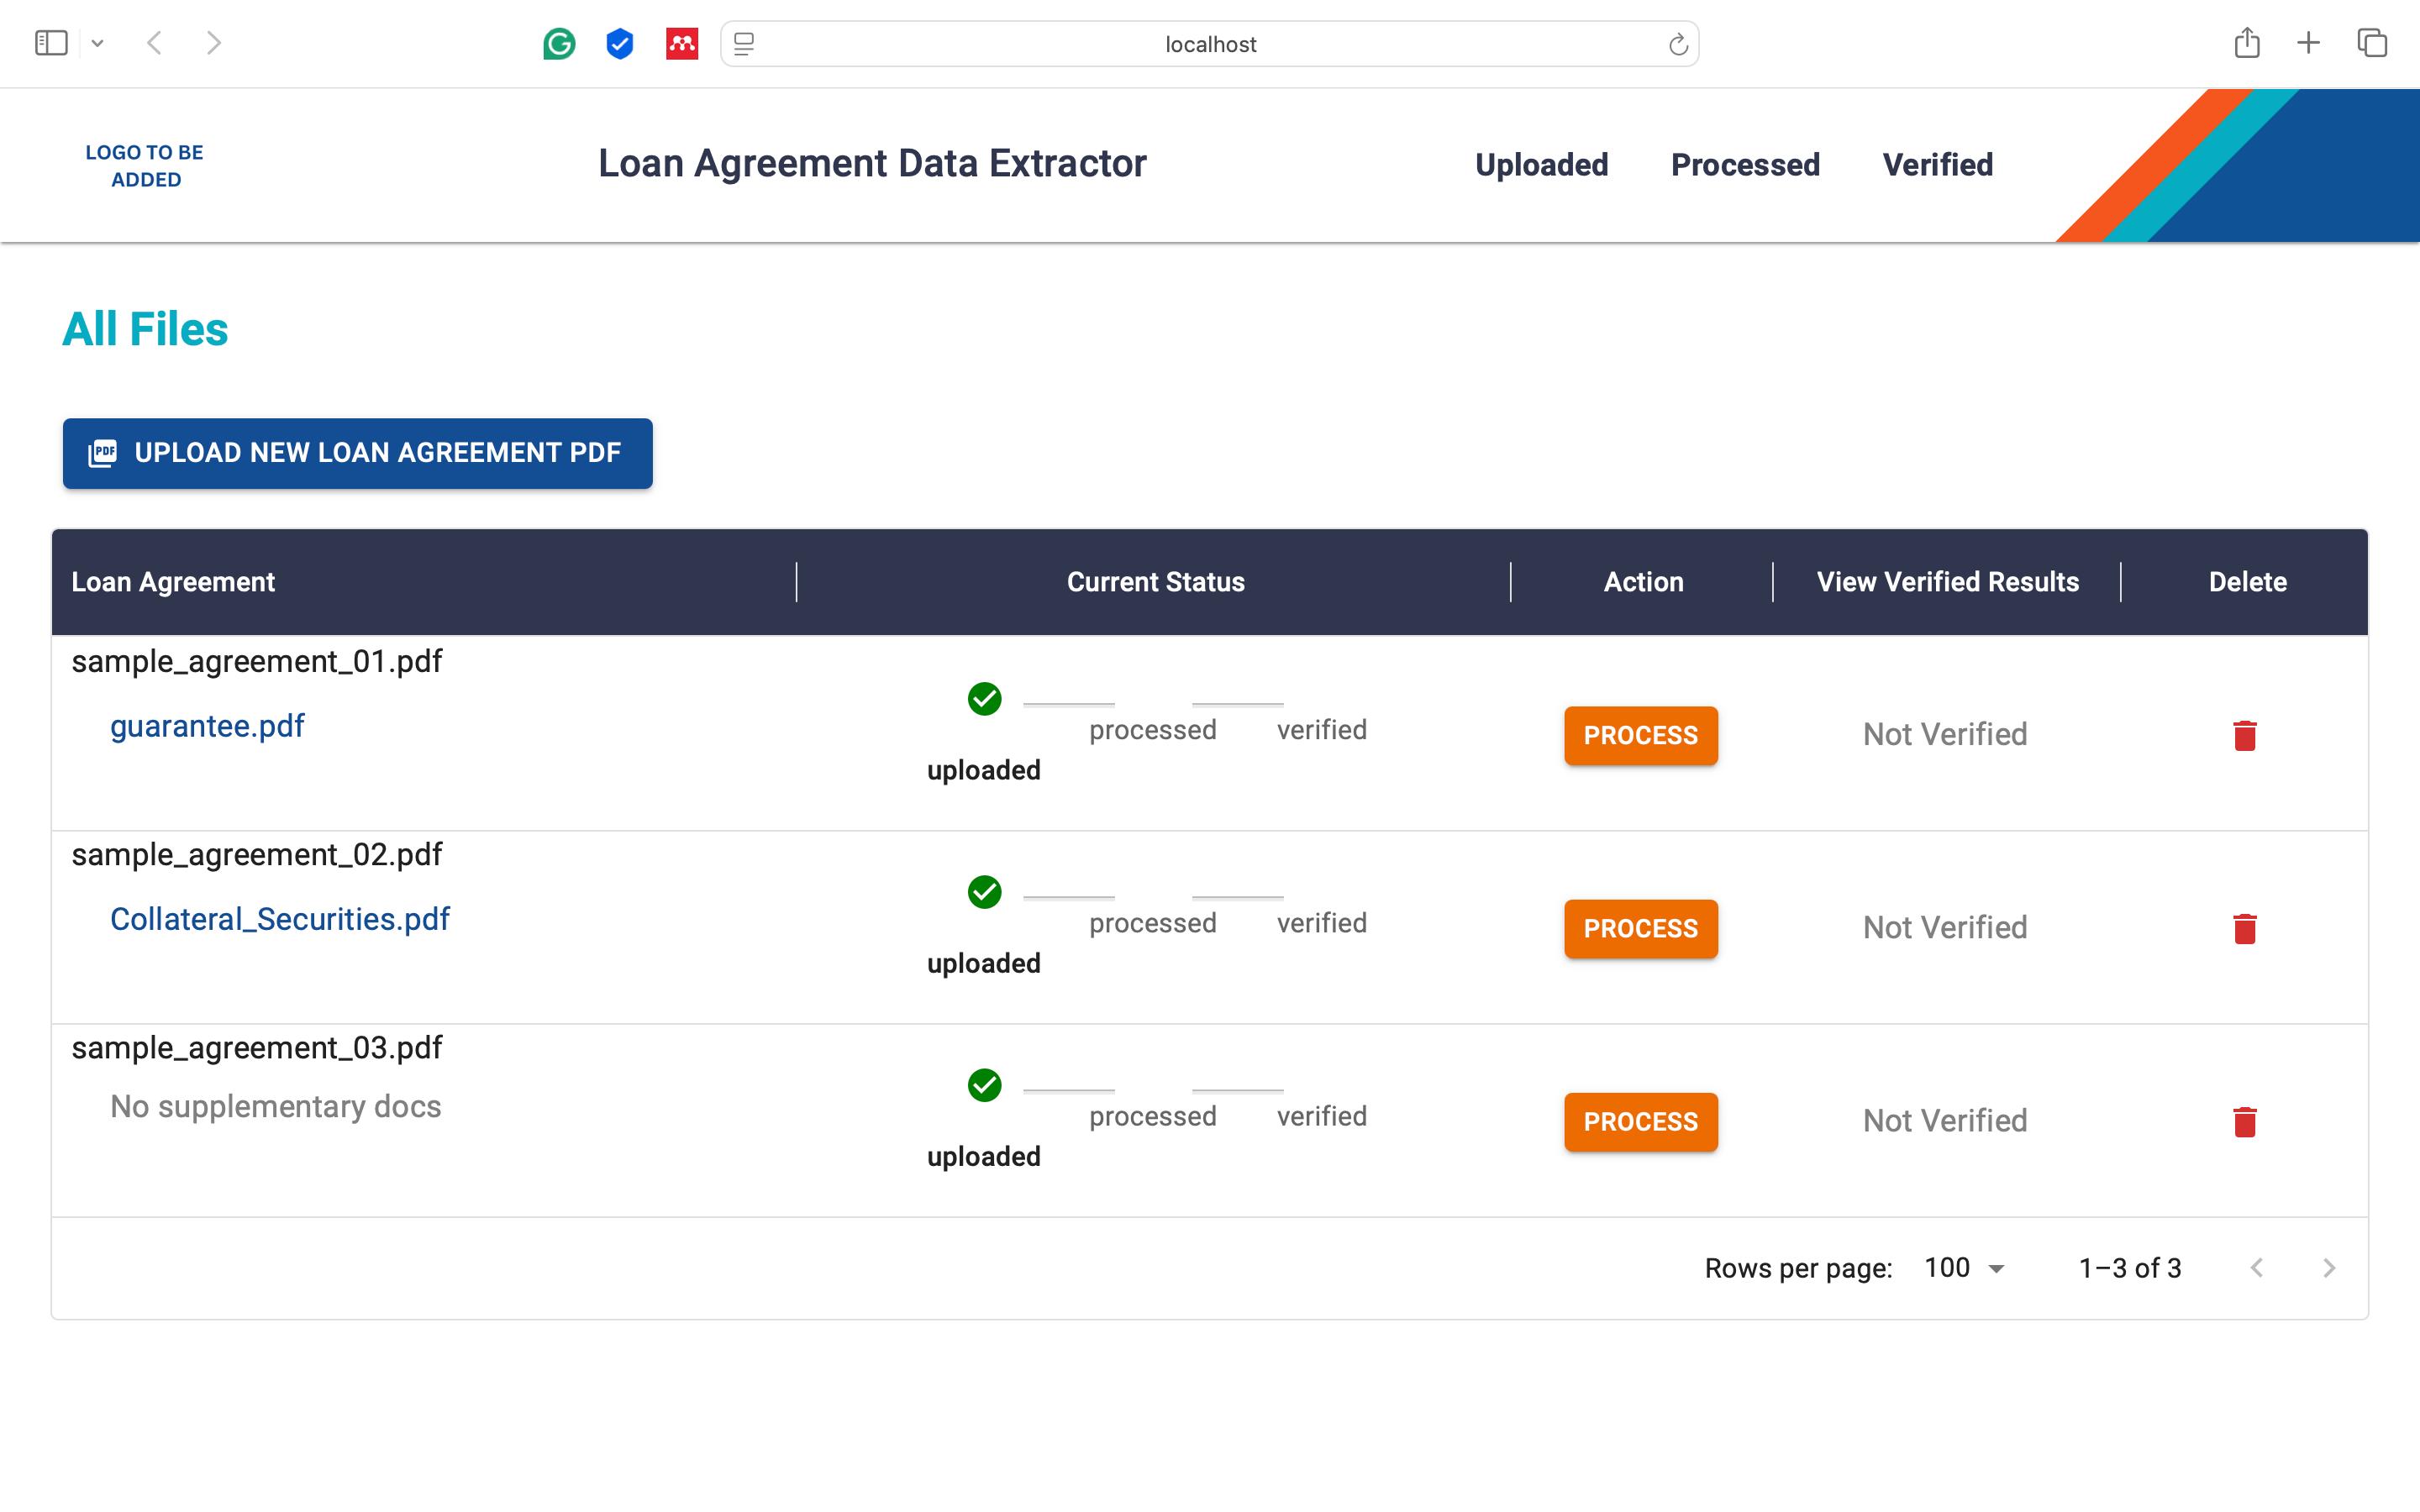 localhost
LOGO TO BE
ADDED
Loan Agreement Data Extractor
Uploaded Processed Verified
All Files
PDF UPLOAD NEW LOAN AGREEMENT PDF
Loan Agreement Current Status Action View Verified Results Delete
sample_agreement_01.pdf
guarantee.pdf
processed verified
uploaded
PROCESS
Not Verified
sample_agreement_02.pdf
Collateral_Securities.pdf
processed verified
uploaded
PROCESS
Not Verified
sample_agreement_03.pdf
No supplementary docs
processed verified
uploaded
PROCESS
Not Verified
Rows per page: 100 1–3 of 3